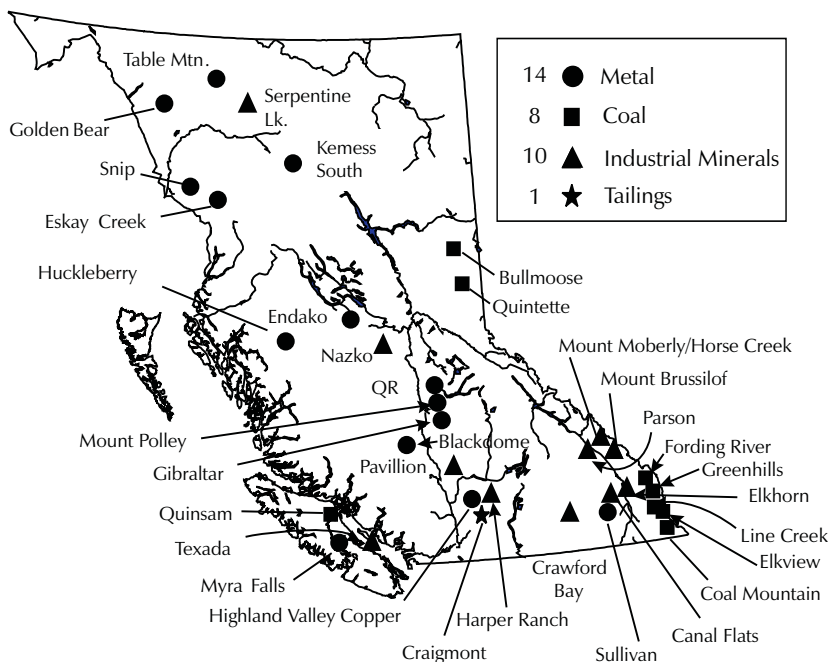 Table Mtn.
Serpentine
Lk.
Golden Bear
Kemess
South
Snip
Eskay Creek
14 Metal
8 Coal
10 Industrial Minerals
1 Tailings
Huckleberry
Bullmoose
Quintette
Endako
Nazko
Mount Moberly/Horse Creek
Mount Brussilof
QR
Parson
Mount Polley
Blackdome
Fording River
Gibraltar
Pavillion
Greenhills
Elkhorn
Quinsam
Line Creek
Texada
Elkview
Myra Falls
Crawford
Bay
Coal Mountain
Highland Valley Copper
Harper Ranch
Canal Flats
Craigmont
Sullivan